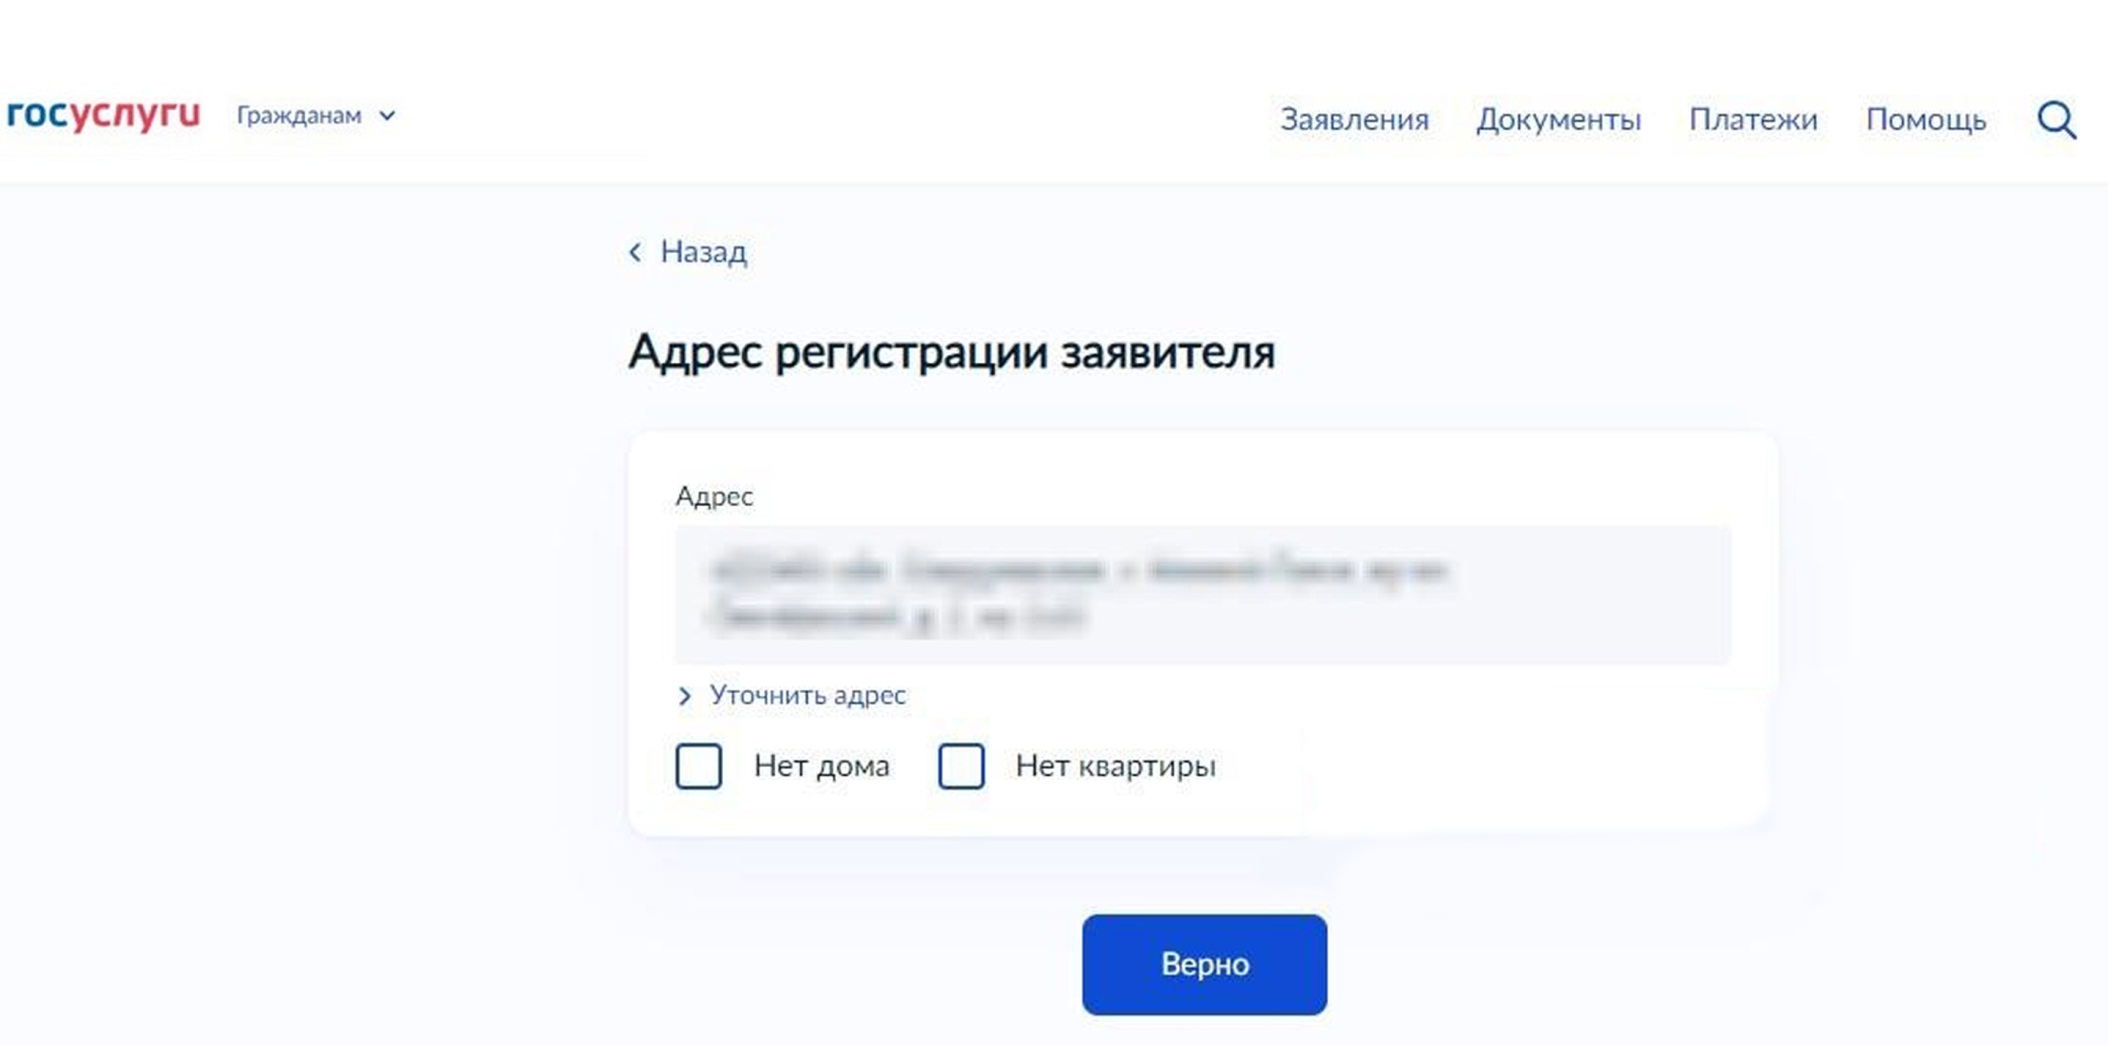 госуслуги Гражданам Заявления Документы Платежи Помощь
Назад
Адрес регистрации заявителя
Адрес
Уточнить адрес
Нет дома Нет квартиры
Верно